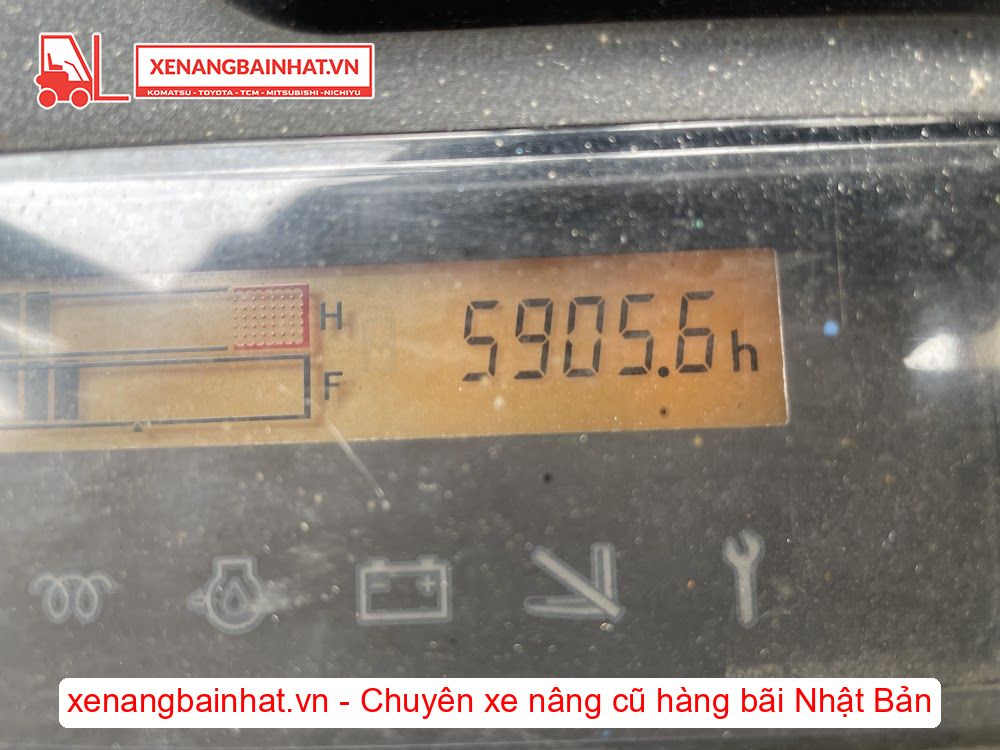 XENANGBAINHAT.VN
KOMATSU - TOYOTA - TCM - MITSUBISHI -NICHIYU
H
5905.6h
F
xenangbainhat.vn - Chuyên xe nâng cũ hàng bãi Nhật Bản